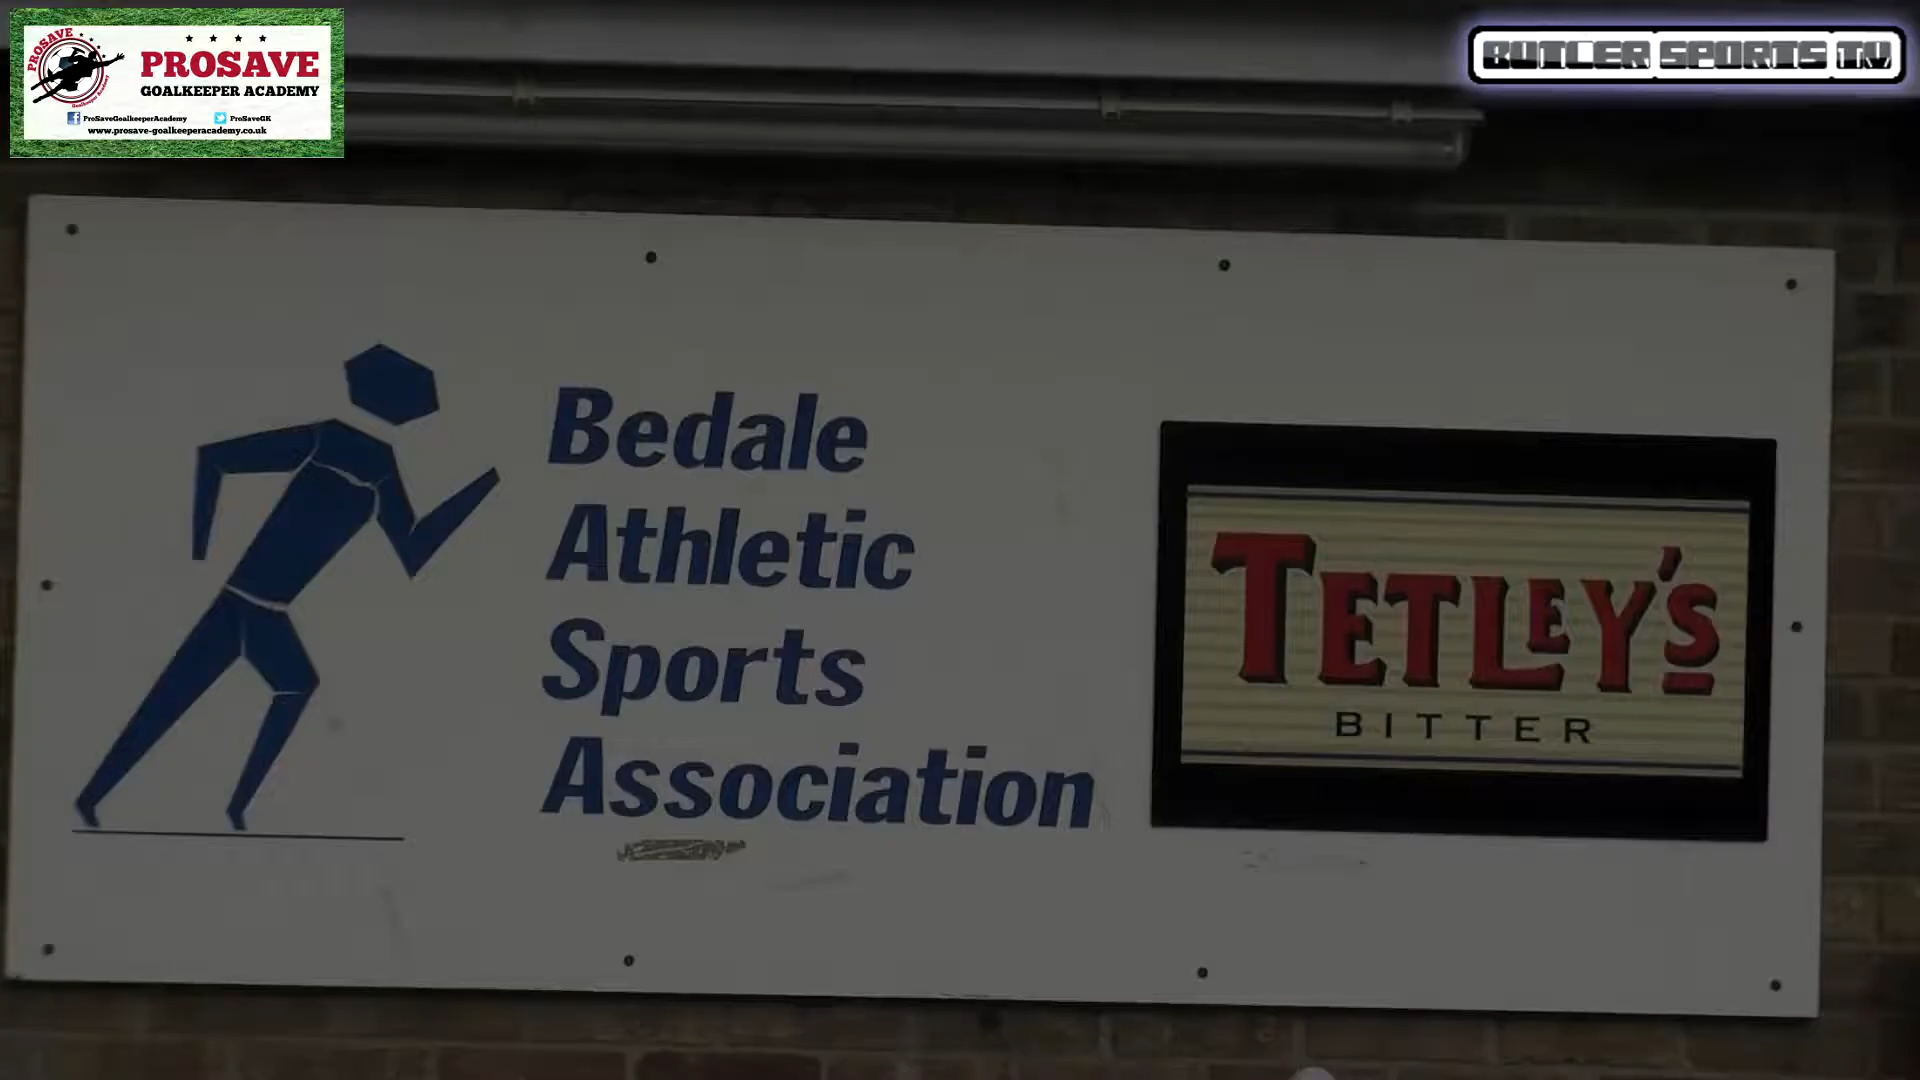 PROSAVE
PROSAVE
GOALKEEPER ACADEMY
ProSaveGoalkeeperAcademy
ProSaveGK
www.prosave-goalkeeperacademy.co.uk
BUTLER SPORTS TV
Bedale
Athletic
Sports
Association
TETLEY'S
BITTER